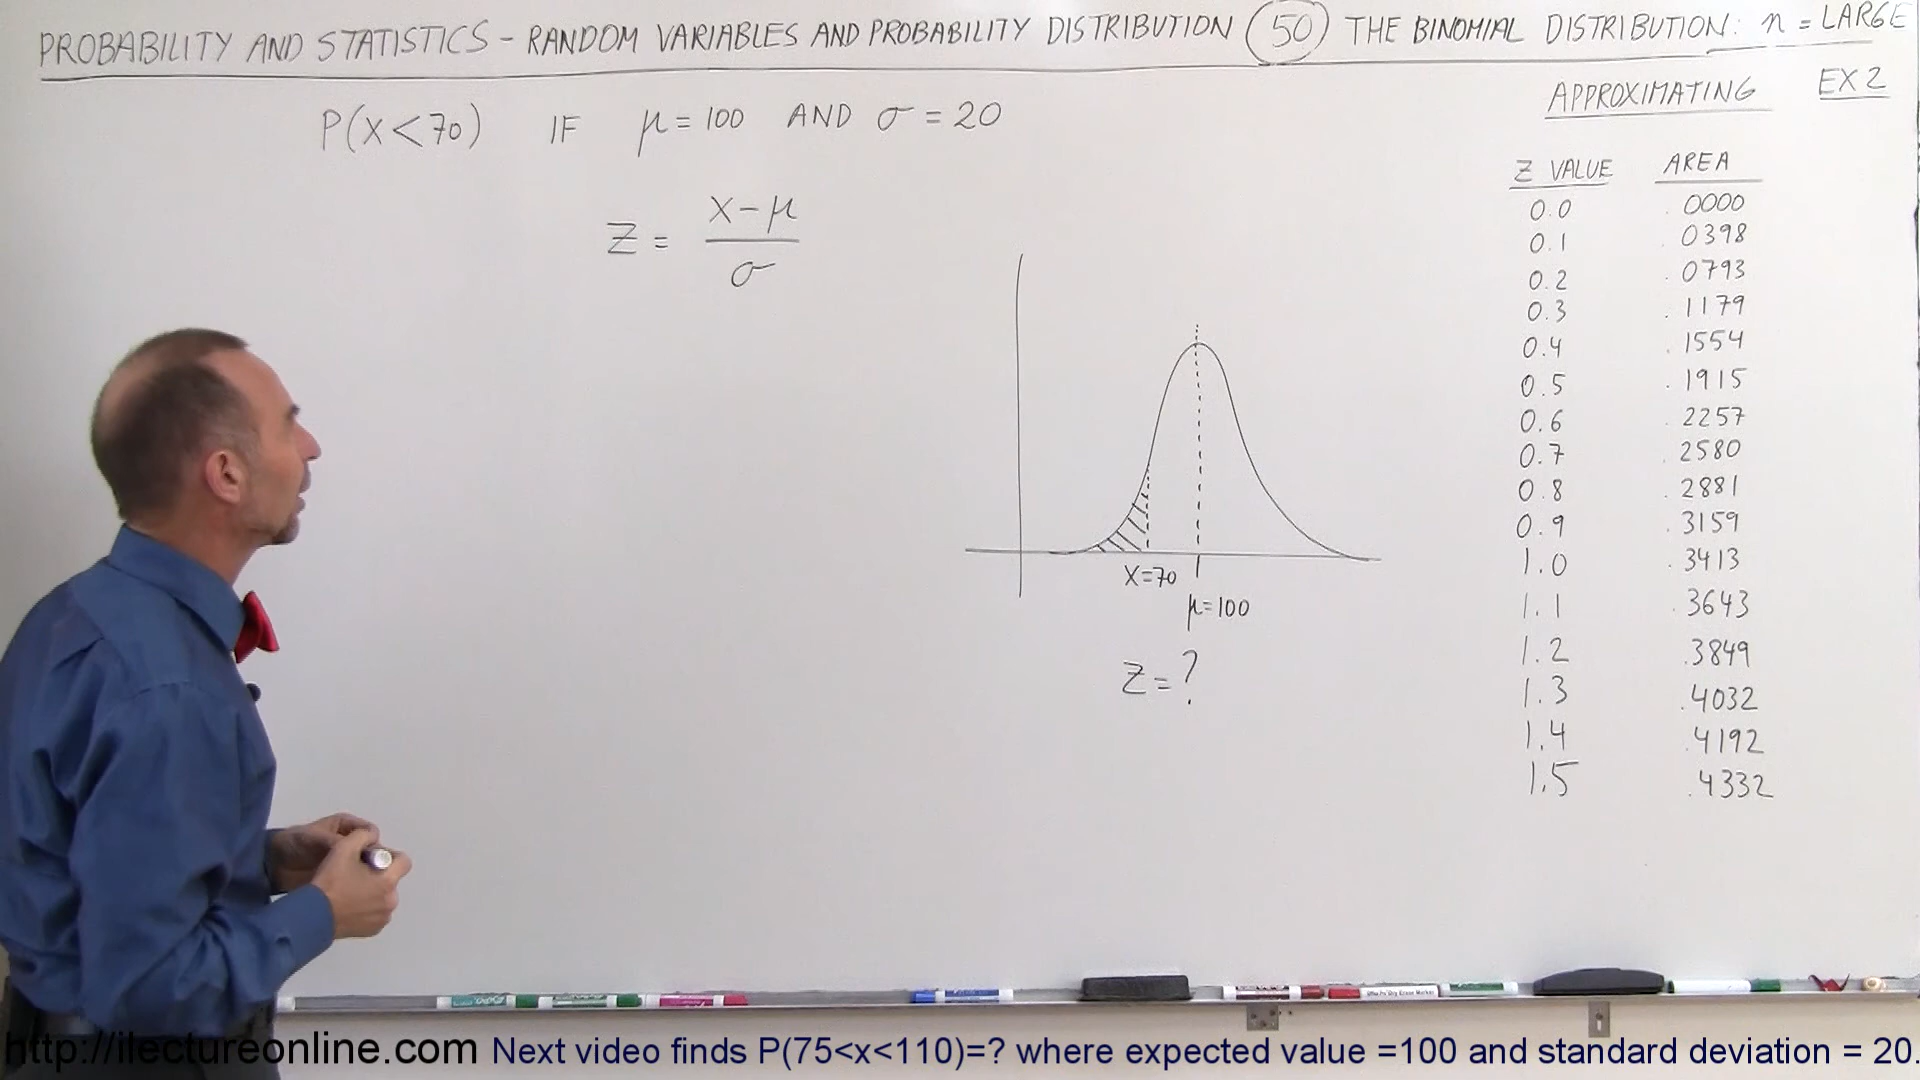 PROBABILITY AND STATISTICS - RANDOM VARIABLES AND PROBABILITY DISTRIBUTION 50 THE BINOMIAL DISTRIBUTION: n = LARGE
APPROXIMATING EX 2
P(X<70) IF μ = 100 AND σ = 20
Z = (X-μ)/σ
Z VALUE AREA
0.0 .0000
0.1 .0398
0.2 .0793
0.3 .1179
0.4 .1554
0.5 .1915
0.6 .2257
0.7 .2580
0.8 .2881
0.9 .3159
1.0 .3413
1.1 .3643
1.2 .3849
1.3 .4032
1.4 .4192
1.5 .4332
X=70
μ=100
Z=?
http://ilectureonline.com Next video finds P(75<x<110)=? where expected value =100 and standard deviation = 20.